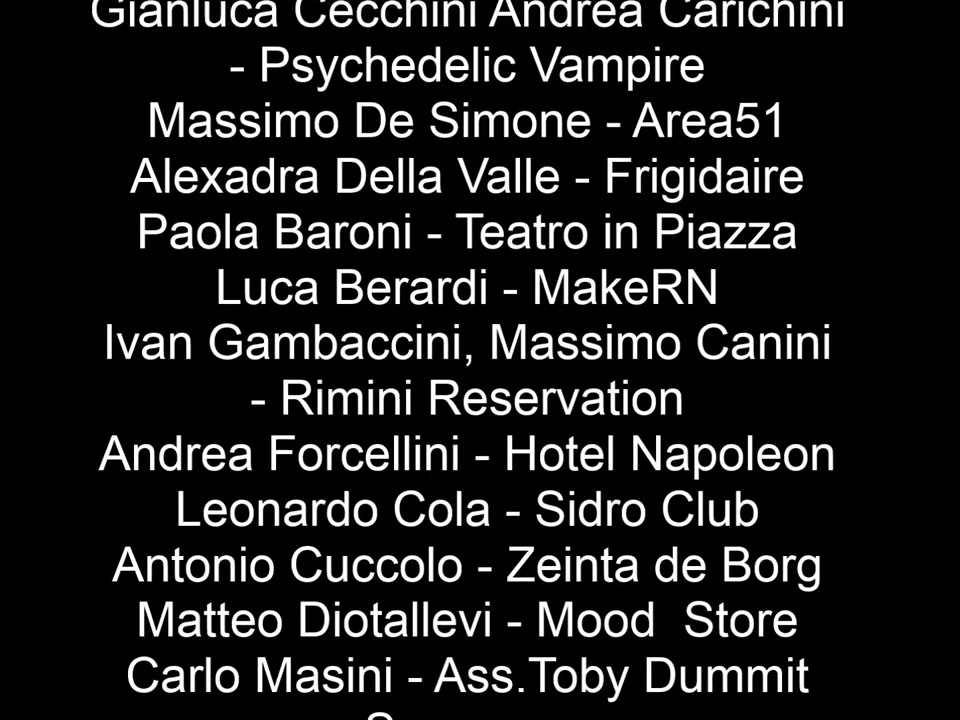 Gianluca Cecchini Andrea Carichini
- Psychedelic Vampire
Massimo De Simone - Area51
Alexadra Della Valle - Frigidaire
Paola Baroni - Teatro in Piazza
Luca Berardi - MakeRN
Ivan Gambaccini, Massimo Canini
- Rimini Reservation
Andrea Forcellini - Hotel Napoleon
Leonardo Cola - Sidro Club
Antonio Cuccolo - Zeinta de Borg
Matteo Diotallevi - Mood  Store
Carlo Masini - Ass.Toby Dummit